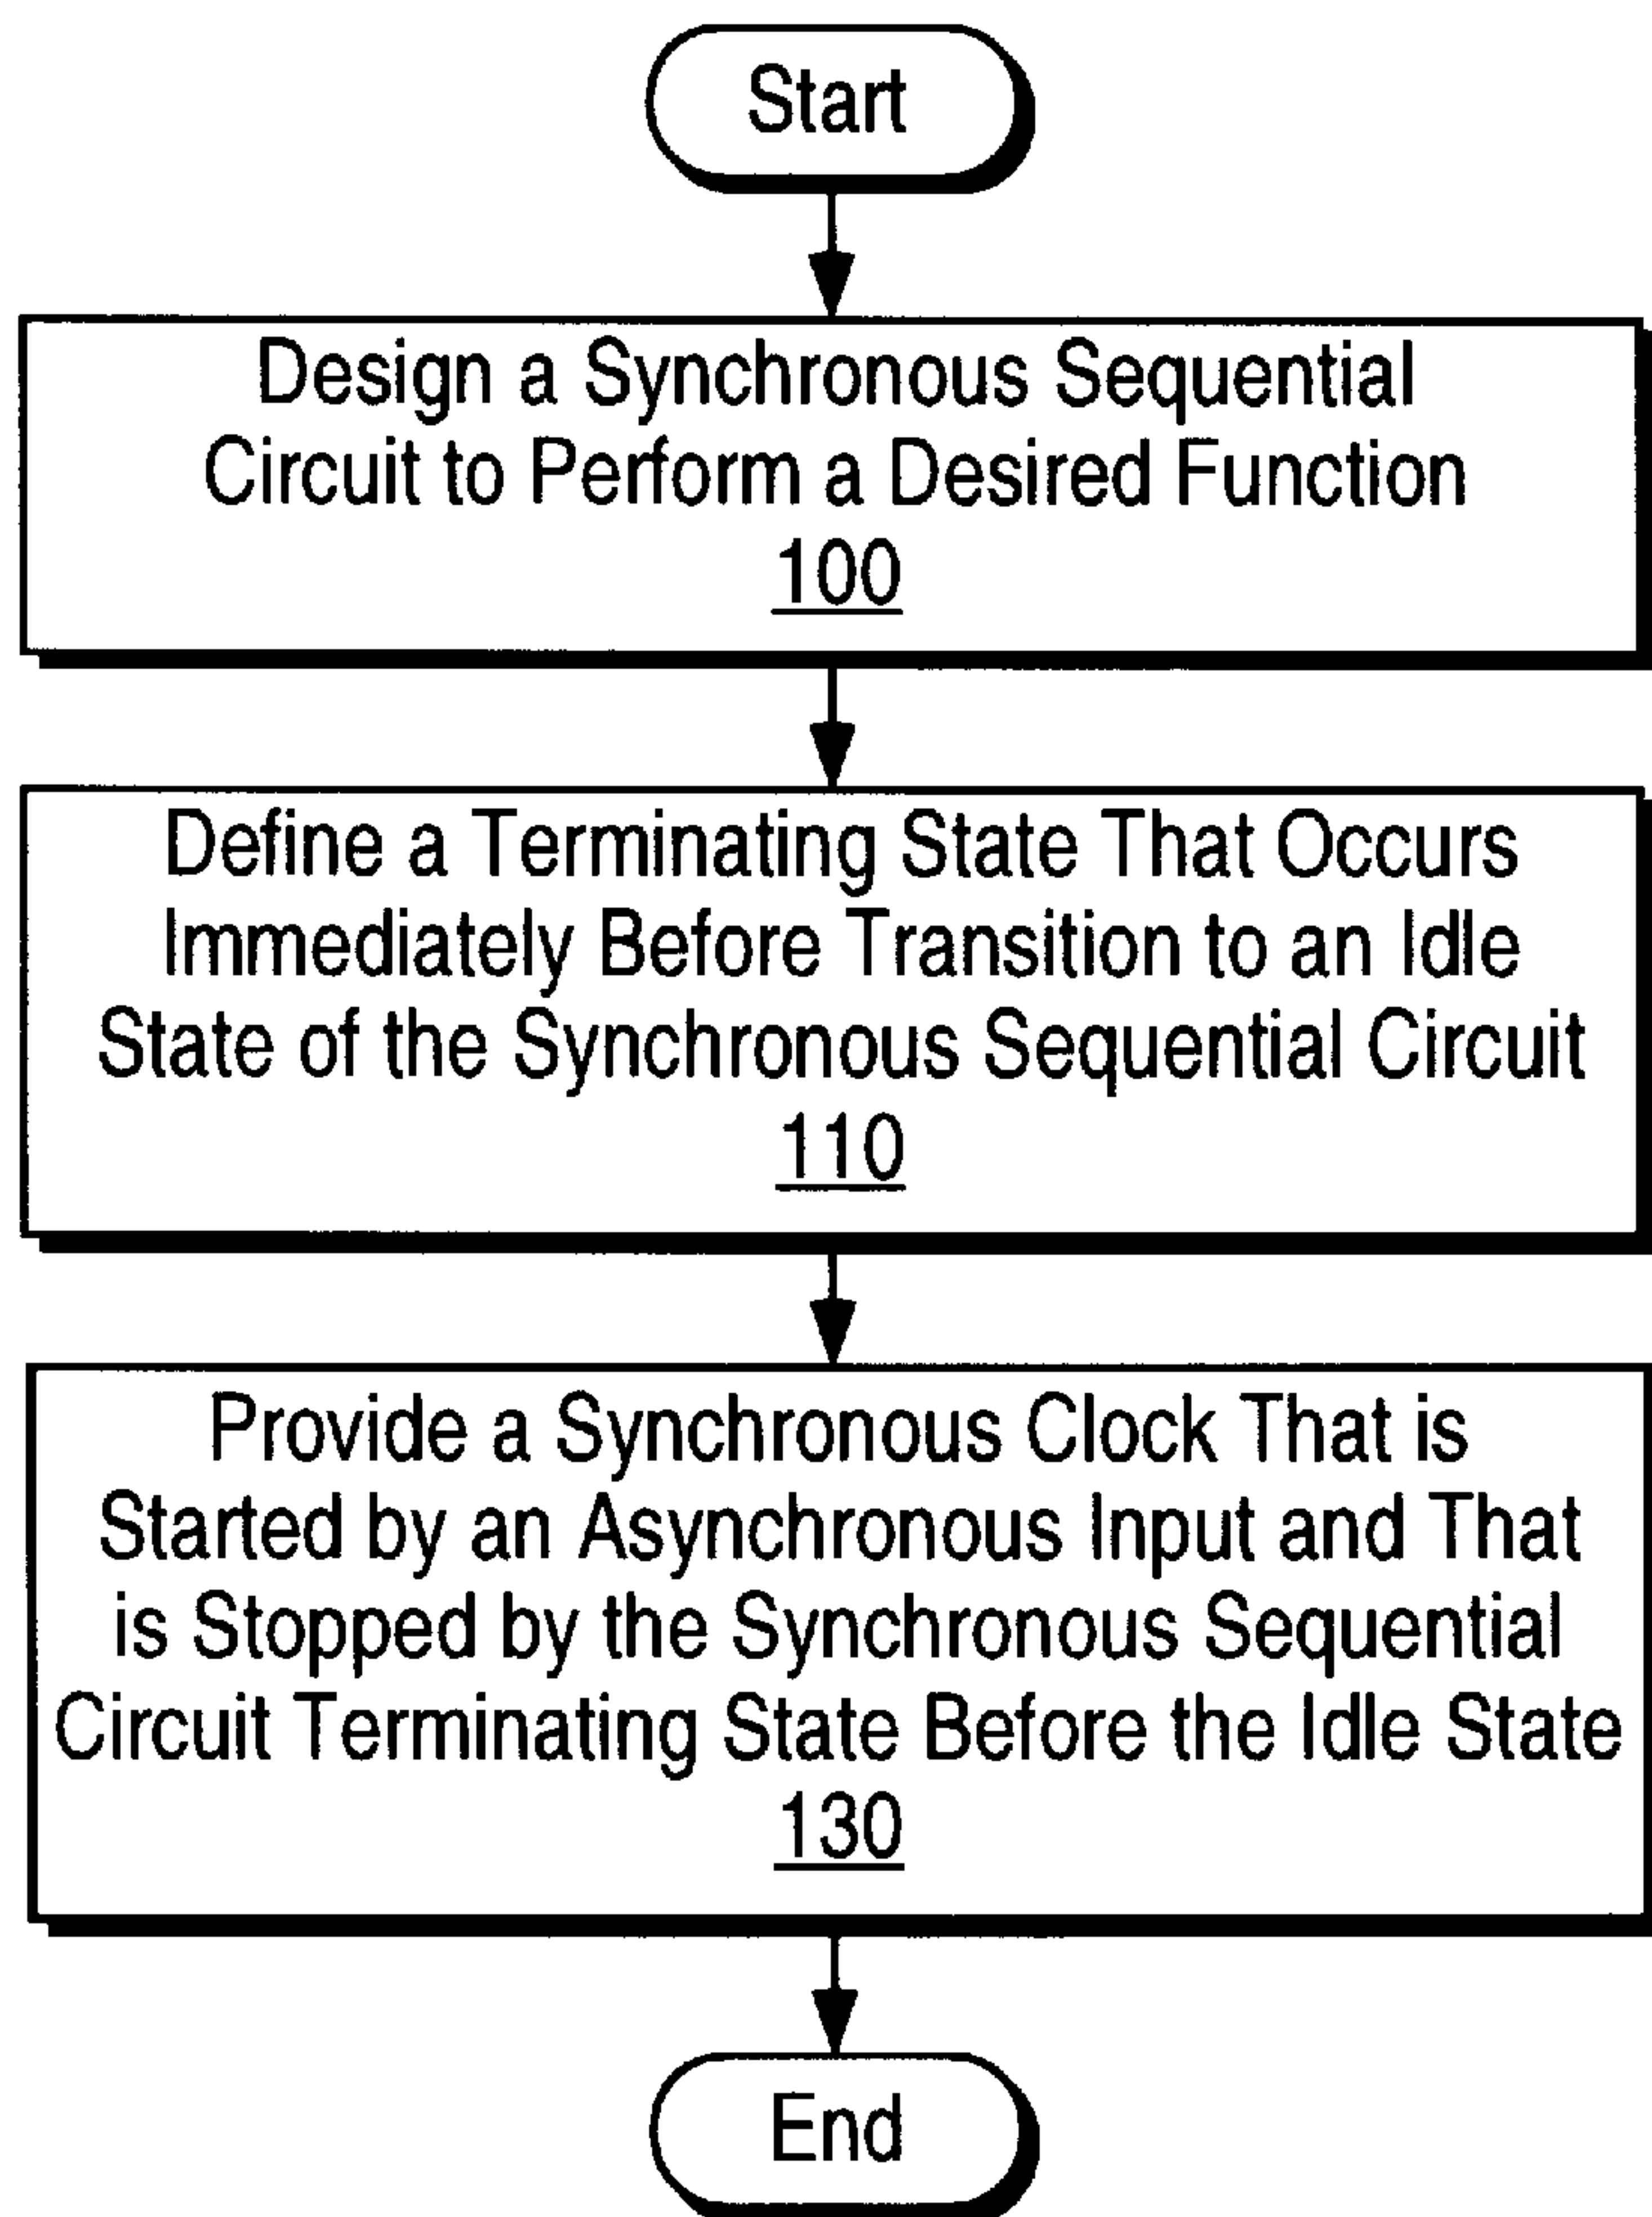 Start
Design a Synchronous Sequential
Circuit to Perform a Desired Function
100
Define a Terminating State That Occurs
Immediately Before Transition to an Idle
State of the Synchronous Sequential Circuit
110
Provide a Synchronous Clock That is
Started by an Asynchronous Input and That
is Stopped by the Synchronous Sequential
Circuit Terminating State Before the Idle State
130
End